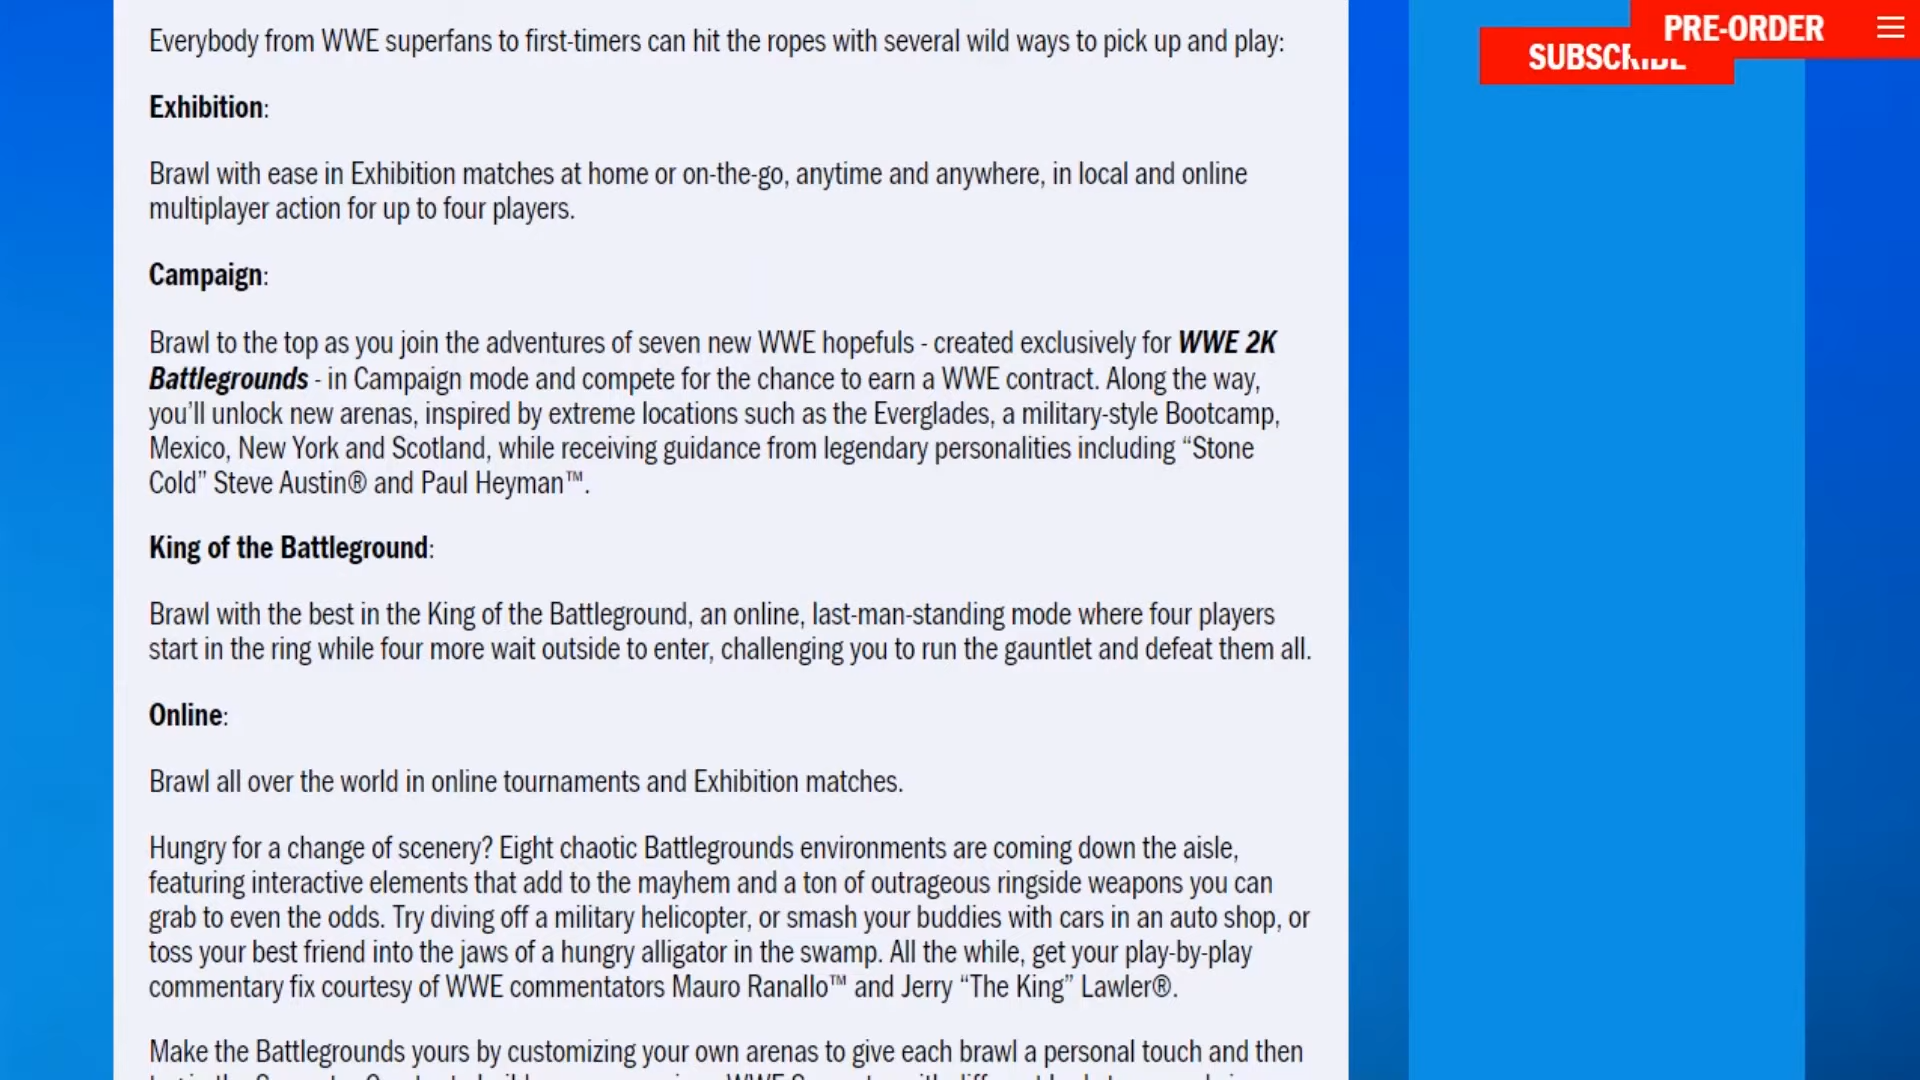 PRE-ORDER
SUBSCRIBE
Everybody from WWE superfans to first-timers can hit the ropes with several wild ways to pick up and play:
Exhibition:
Brawl with ease in Exhibition matches at home or on-the-go, anytime and anywhere, in local and online
multiplayer action for up to four players.
Campaign:
Brawl to the top as you join the adventures of seven new WWE hopefuls - created exclusively for WWE 2K
Battlegrounds - in Campaign mode and compete for the chance to earn a WWE contract. Along the way,
you’ll unlock new arenas, inspired by extreme locations such as the Everglades, a military-style Bootcamp,
Mexico, New York and Scotland, while receiving guidance from legendary personalities including “Stone
Cold” Steve Austin® and Paul Heyman™.
King of the Battleground:
Brawl with the best in the King of the Battleground, an online, last-man-standing mode where four players
start in the ring while four more wait outside to enter, challenging you to run the gauntlet and defeat them all.
Online:
Brawl all over the world in online tournaments and Exhibition matches.
Hungry for a change of scenery? Eight chaotic Battlegrounds environments are coming down the aisle,
featuring interactive elements that add to the mayhem and a ton of outrageous ringside weapons you can
grab to even the odds. Try diving off a military helicopter, or smash your buddies with cars in an auto shop, or
toss your best friend into the jaws of a hungry alligator in the swamp. All the while, get your play-by-play
commentary fix courtesy of WWE commentators Mauro Ranallo™ and Jerry “The King” Lawler®.
Make the Battlegrounds yours by customizing your own arenas to give each brawl a personal touch and then